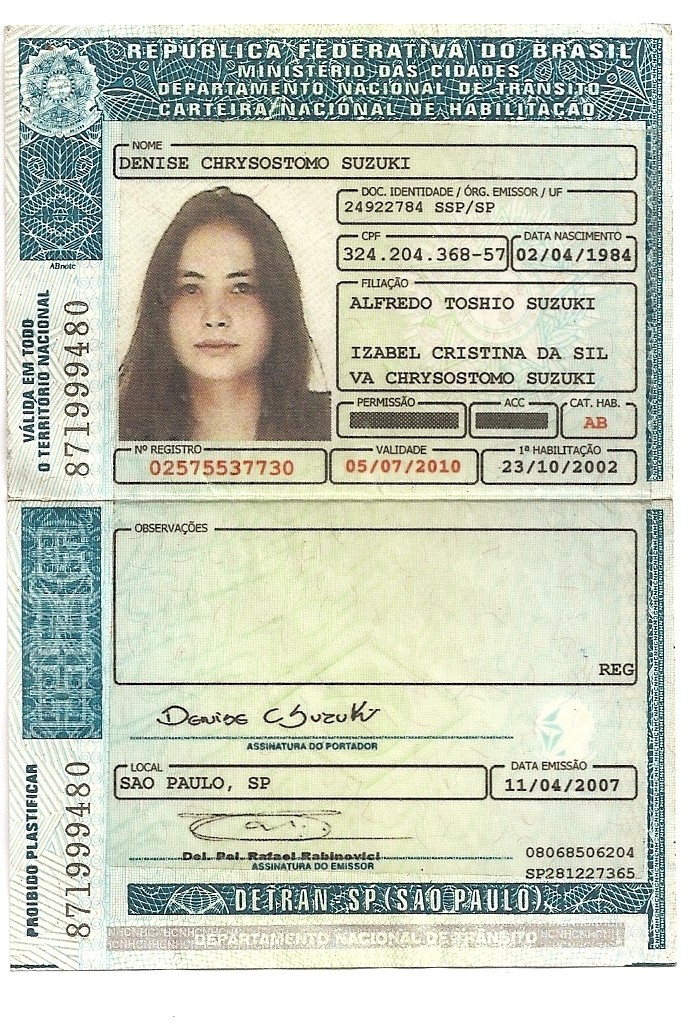 REPÚBLICA FEDERATIVA DO BRASIL
MINISTÉRIO DAS CIDADES
DEPARTAMENTO NACIONAL DE TRÂNSITO
CARTEIRA NACIONAL DE HABILITAÇÃO
NOME
DENISE CHRYSOSTOMO SUZUKI
DOC. IDENTIDADE / ÓRG. EMISSOR / UF
24922784 SSP/SP
CPF
324.204.368-57
DATA NASCIMENTO
02/04/1984
FILIAÇÃO
ALFREDO TOSHIO SUZUKI
IZABEL CRISTINA DA SIL
VA CHRYSOSTOMO SUZUKI
PERMISSÃO
ACC
CAT. HAB.
AB
Nº REGISTRO
02575537730
VALIDADE
05/07/2010
1ª HABILITAÇÃO
23/10/2002
ABnote
VÁLIDA EM TODO
O TERRITÓRIO NACIONAL
871999480
OBSERVAÇÕES
REG
Denise C Suzuki
ASSINATURA DO PORTADOR
LOCAL
SAO PAULO, SP
DATA EMISSÃO
11/04/2007
Del. Pol. Rafael Rabinovici
ASSINATURA DO EMISSOR
08068506204
SP281227365
PROIBIDO PLASTIFICAR
871999480
DETRAN-SP (SÃO PAULO)
DEPARTAMENTO NACIONAL DE TRÂNSITO